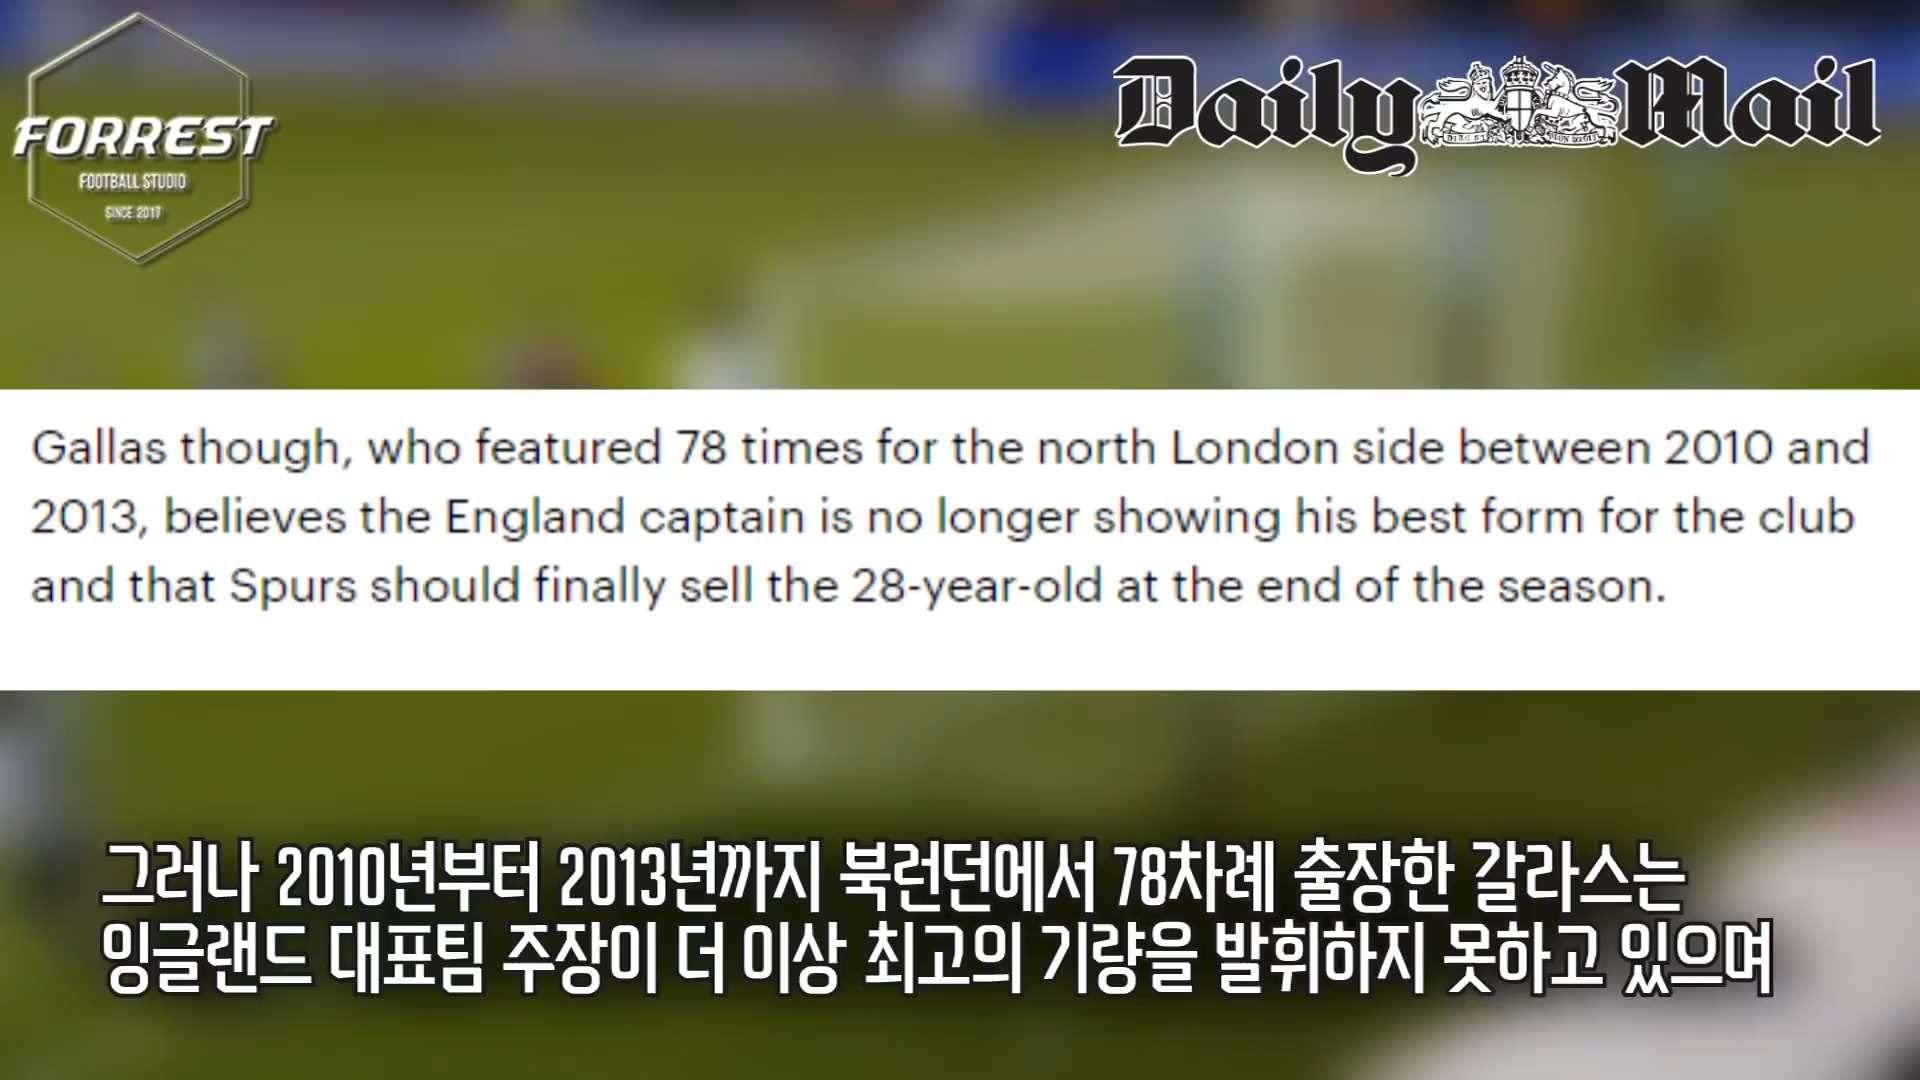 FORREST
FOOTBALL STUDIO
SINCE 2017
Daily Mail
Gallas though, who featured 78 times for the north London side between 2010 and
2013, believes the England captain is no longer showing his best form for the club
and that Spurs should finally sell the 28-year-old at the end of the season.
그러나 2010년부터 2013년까지 북런던에서 78차례 출장한 갈라스는
잉글랜드 대표팀 주장이 더 이상 최고의 기량을 발휘하지 못하고 있으며